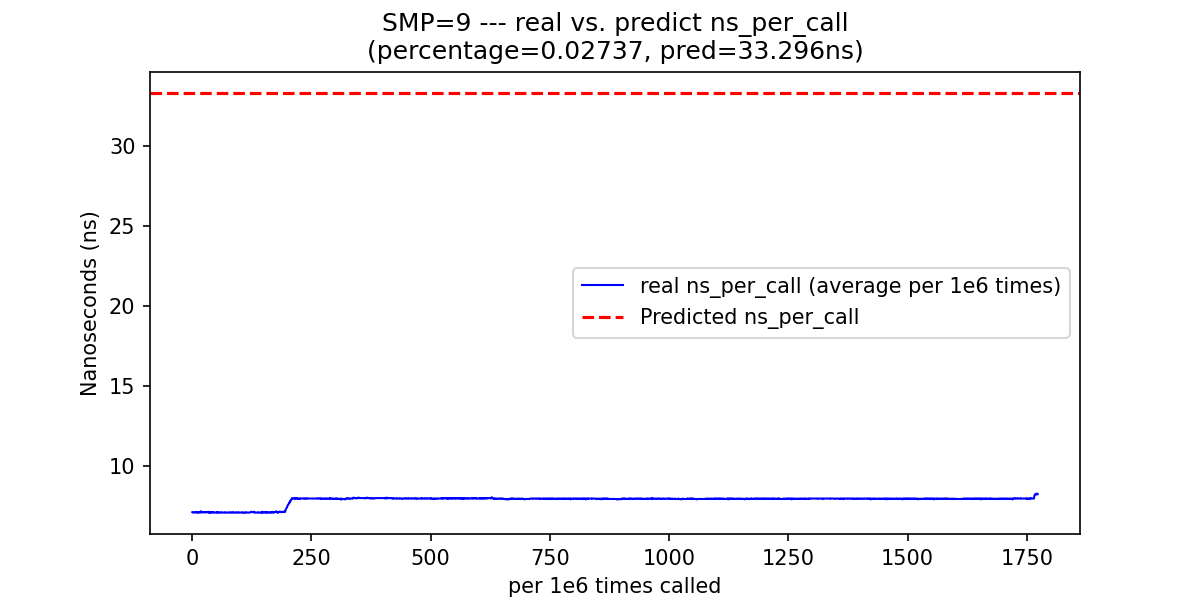 SMP=9 --- real vs. predict ns_per_call
(percentage=0.02737, pred=33.296ns)
Nanoseconds (ns)
30
25
20
15
10
real ns_per_call (average per 1e6 times)
Predicted ns_per_call
0 250 500 750 1000 1250 1500 1750
per 1e6 times called